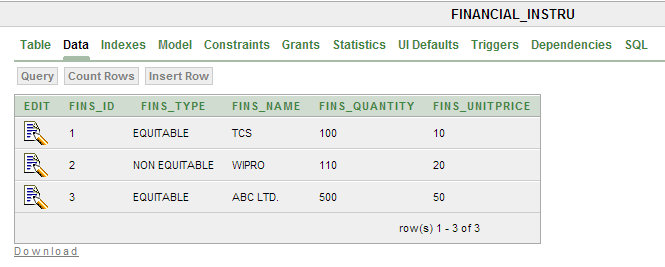 FINANCIAL_INSTRU
Table Data Indexes Model Constraints Grants Statistics UI Defaults Triggers Dependencies SQL
Query Count Rows Insert Row
EDIT FINS_ID FINS_TYPE FINS_NAME FINS_QUANTITY FINS_UNITPRICE
1 EQUITABLE TCS 100 10
2 NON EQUITABLE WIPRO 110 20
3 EQUITABLE ABC LTD. 500 50
row(s) 1 - 3 of 3
Download